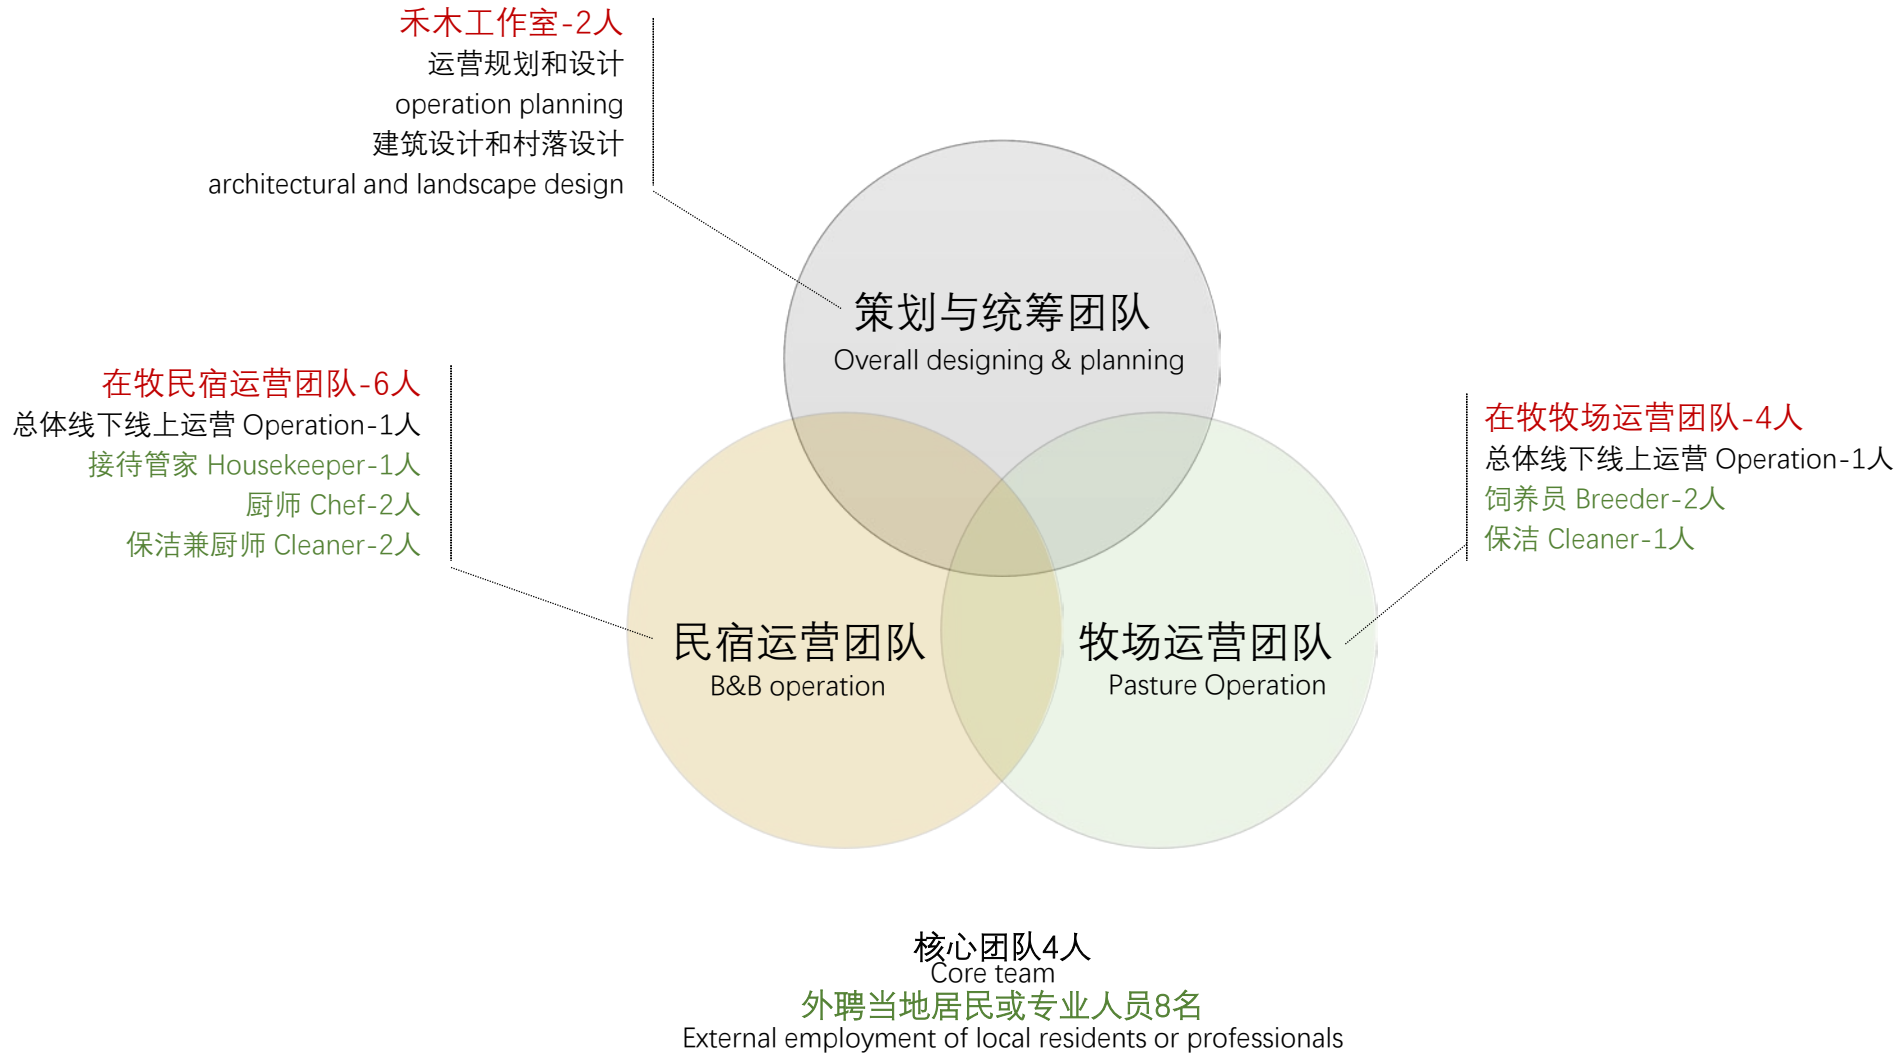 禾木工作室-2人
运营规划和设计
operation planning
建筑设计和村落设计
architectural and landscape design
策划与统筹团队
Overall designing & planning
在牧民宿运营团队-6人
总体线下线上运营 Operation-1人
接待管家 Housekeeper-1人
厨师 Chef-2人
保洁兼厨师 Cleaner-2人
在牧牧场运营团队-4人
总体线下线上运营 Operation-1人
饲养员 Breeder-2人
保洁 Cleaner-1人
民宿运营团队
B&B operation
牧场运营团队
Pasture Operation
核心团队4人
Core team
外聘当地居民或专业人员8名
External employment of local residents or professionals